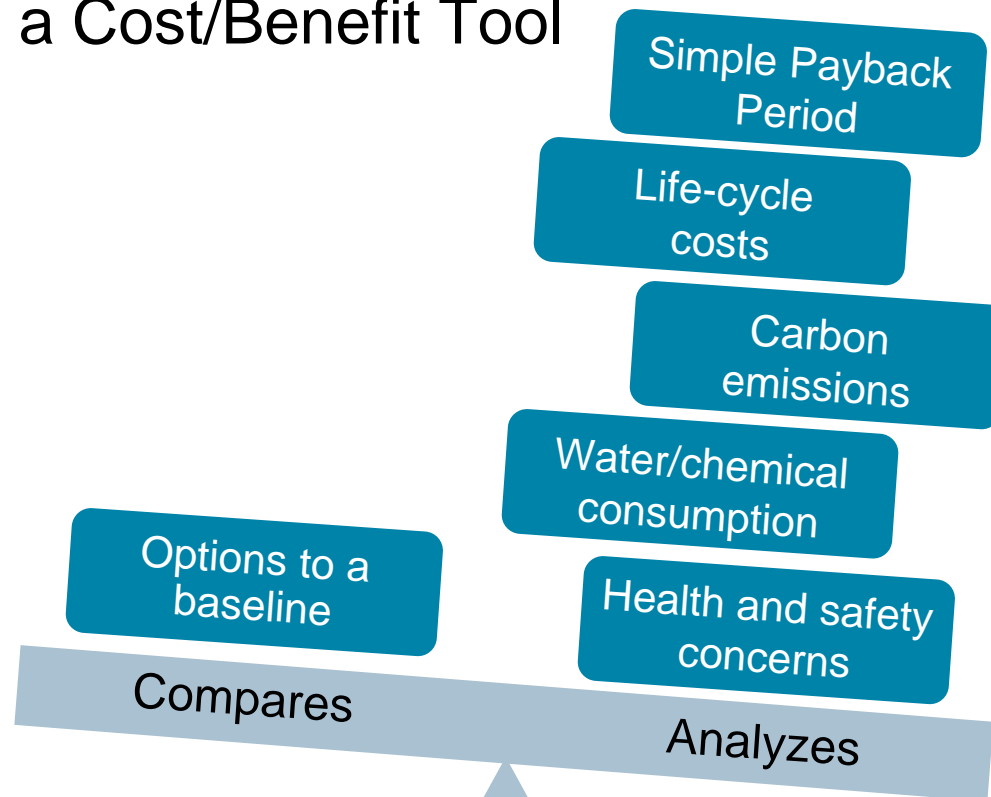 a Cost/Benefit Tool
Simple Payback
Period
Life-cycle
costs
Carbon
emissions
Water/chemical
consumption
Options to a
baseline
Health and safety
concerns
Compares
Analyzes